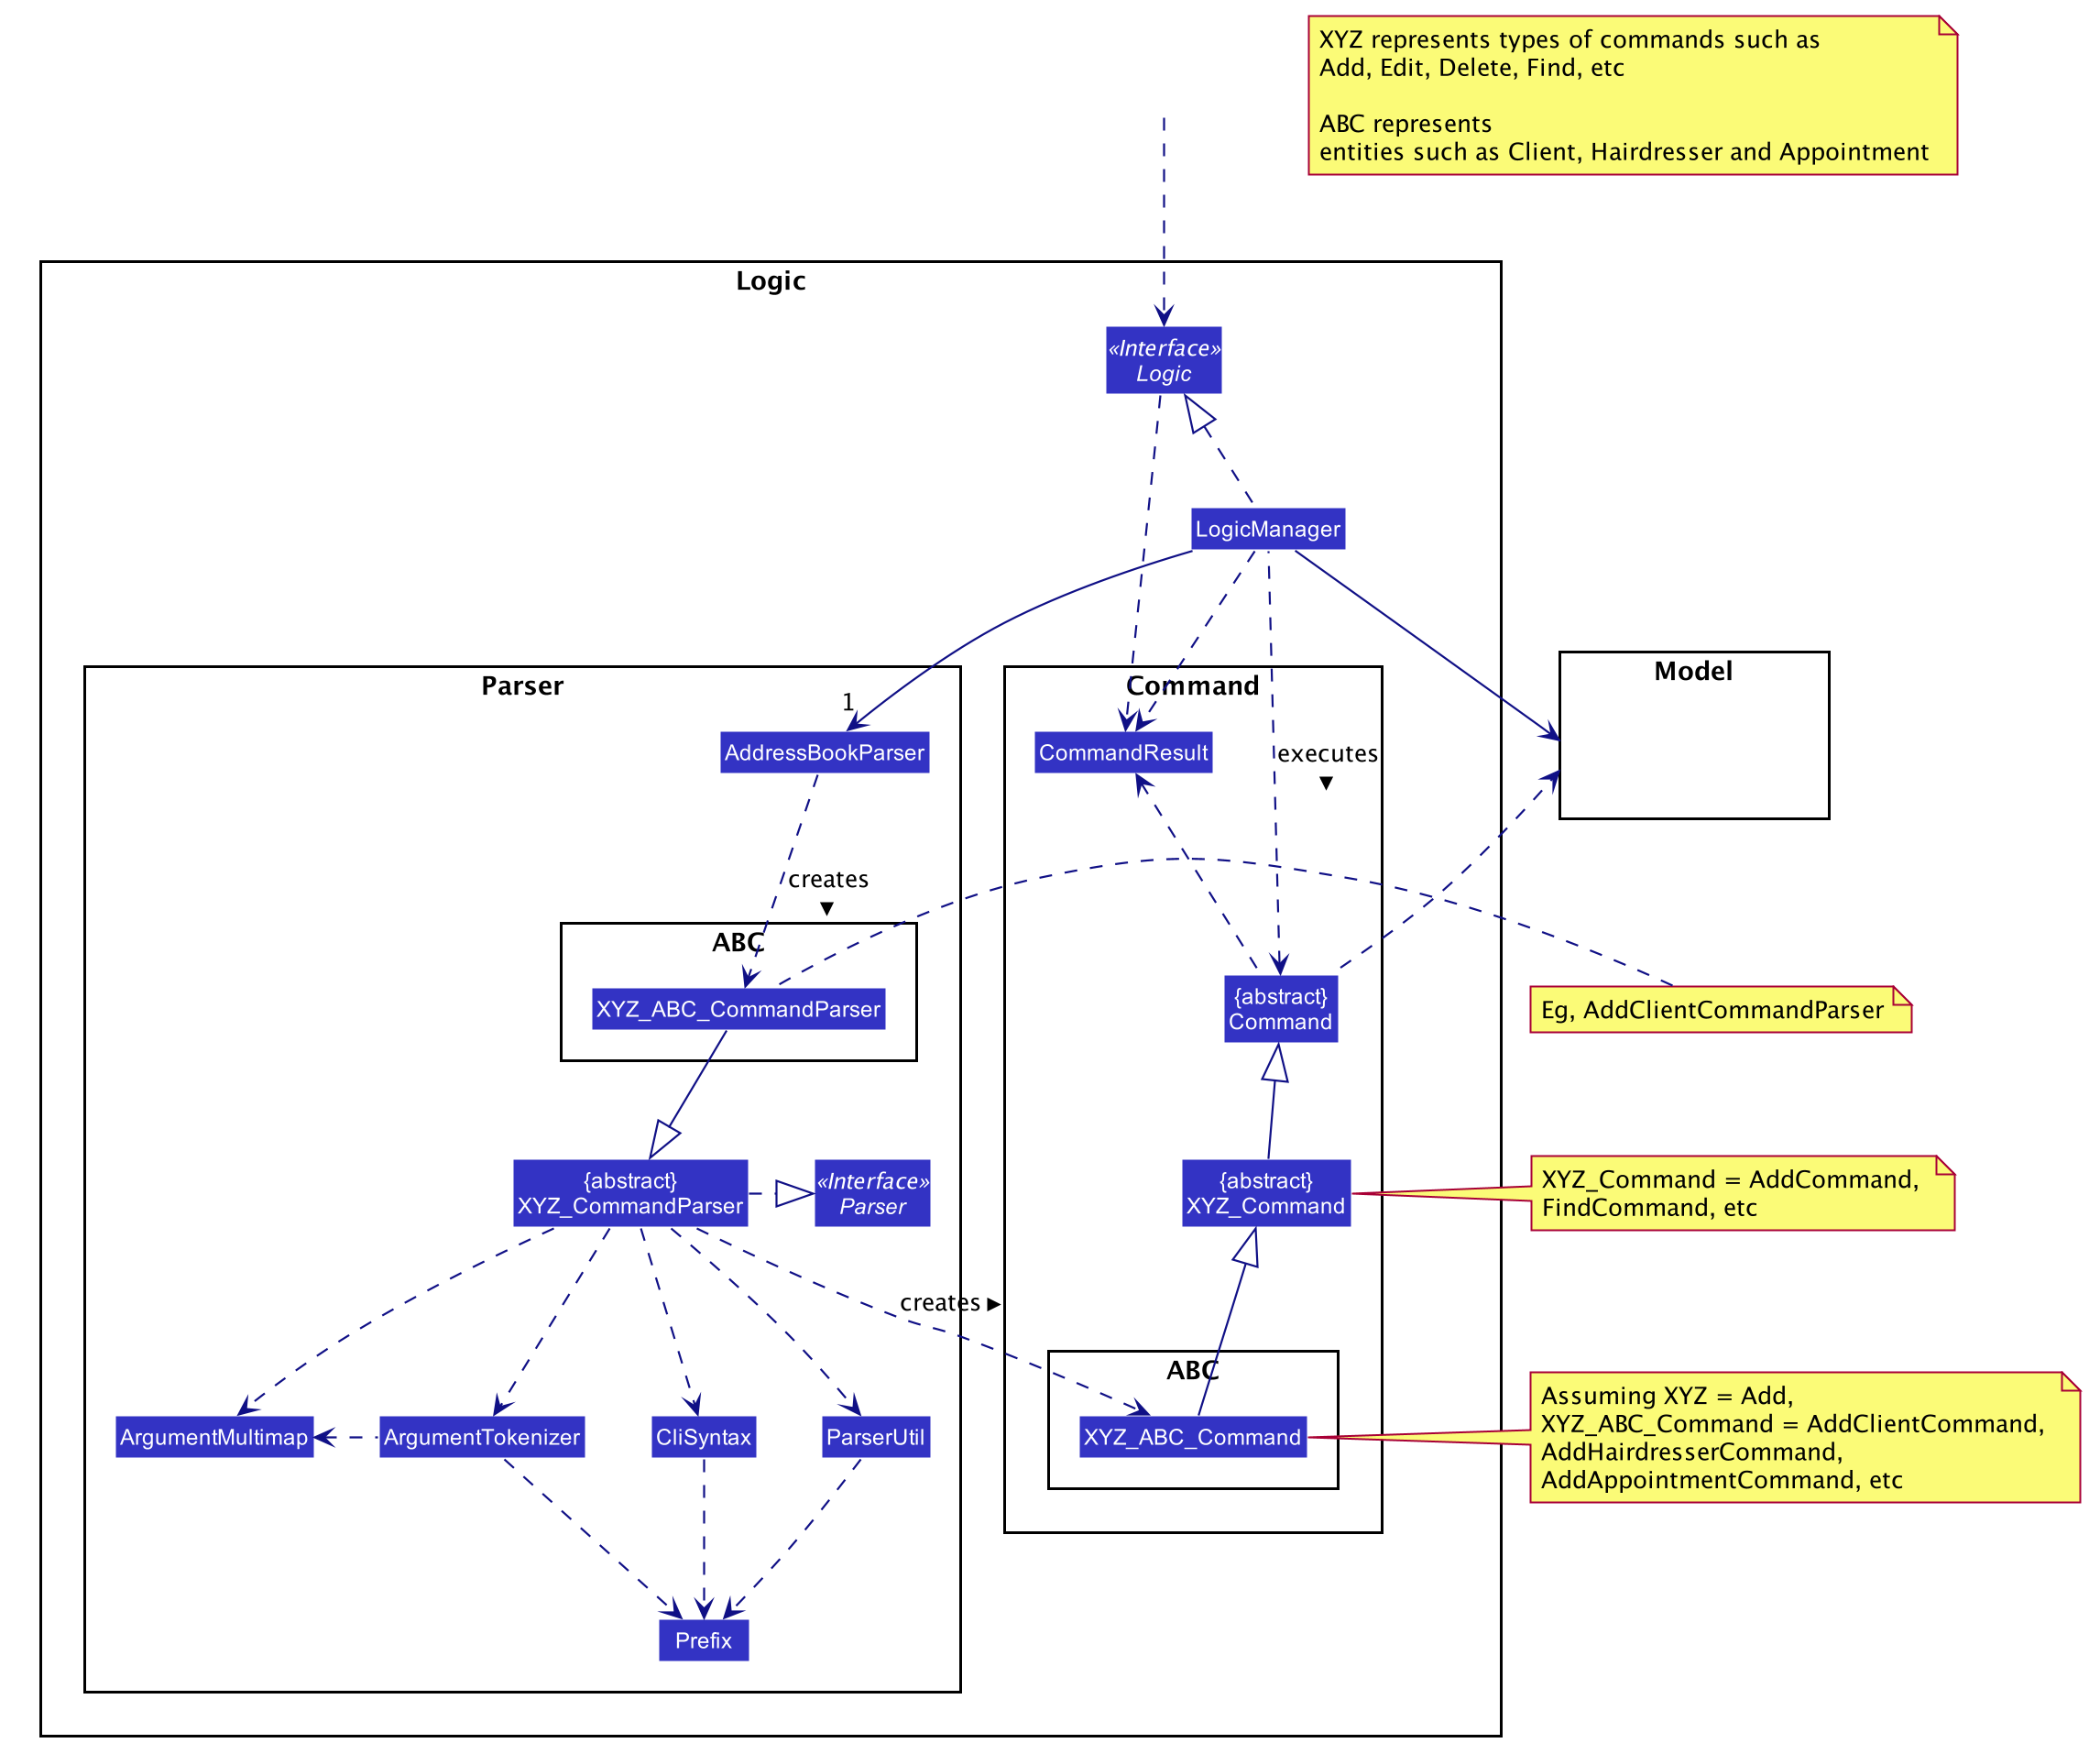 XYZ represents types of commands such as
Add, Edit, Delete, Find, etc
ABC represents
entities such as Client, Hairdresser and Appointment
Logic
«Interface»
Logic
LogicManager
Parser
Command
Model
1
AddressBookParser
CommandResult
executes
▼
creates
▼
ABC
XYZ_ABC_CommandParser
{abstract}
Command
Eg, AddClientCommandParser
{abstract}
XYZ_CommandParser
«Interface»
Parser
{abstract}
XYZ_Command
XYZ_Command = AddCommand,
FindCommand, etc
creates ►
ABC
ArgumentMultimap
ArgumentTokenizer
CliSyntax
ParserUtil
XYZ_ABC_Command
Assuming XYZ = Add,
XYZ_ABC_Command = AddClientCommand,
AddHairdresserCommand,
AddAppointmentCommand, etc
Prefix